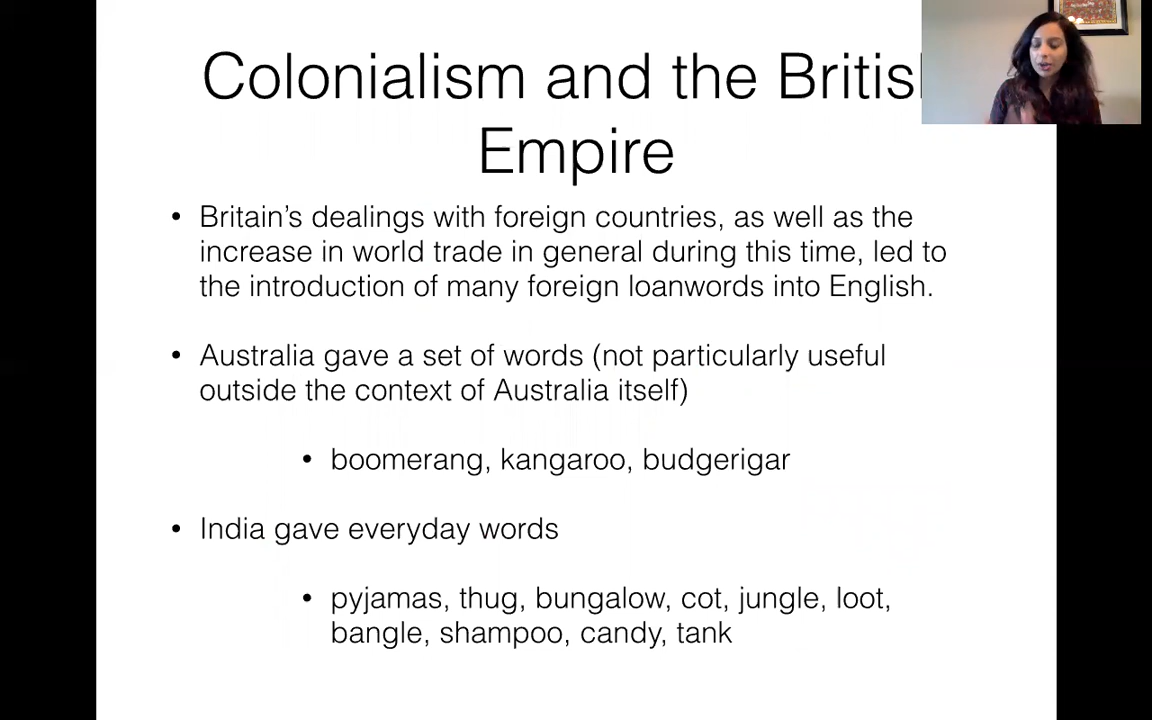 Colonialism and the Britis
Empire
• Britain's dealings with foreign countries, as well as the
increase in world trade in general during this time, led to
the introduction of many foreign loanwords into English.
• Australia gave a set of words (not particularly useful
outside the context of Australia itself)
• boomerang, kangaroo, budgerigar
• India gave everyday words
• pyjamas, thug, bungalow, cot, jungle, loot,
bangle, shampoo, candy, tank